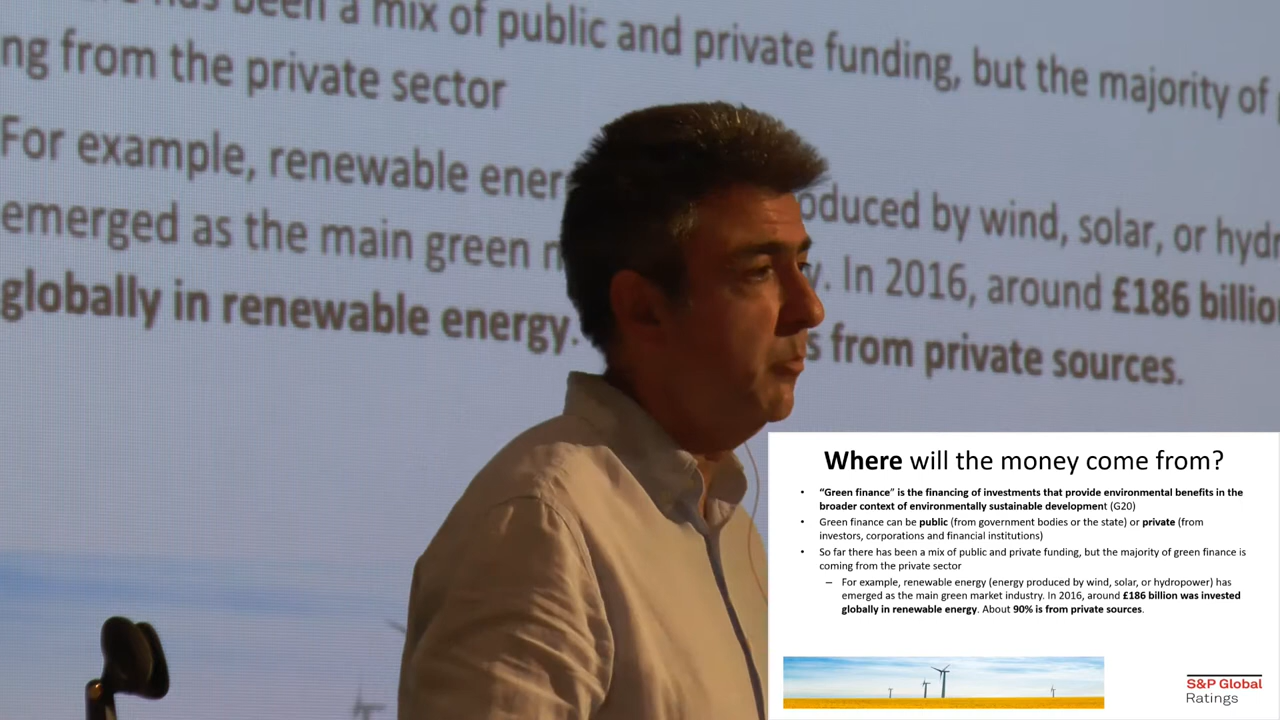 been a mix of public and private funding, but the majority of
ng from the private sector
For example, renewable ener oduced by wind, solar, or hydr
emerged as the main green . In 2016, around £186 billio
globally in renewable energy. s from private sources.
Where will the money come from?
• “Green finance” is the financing of investments that provide environmental benefits in the
broader context of environmentally sustainable development (G20)
• Green finance can be public (from government bodies or the state) or private (from
investors, corporations and financial institutions)
• So far there has been a mix of public and private funding, but the majority of green finance is
coming from the private sector
– For example, renewable energy (energy produced by wind, solar, or hydropower) has
emerged as the main green market industry. In 2016, around £186 billion was invested
globally in renewable energy. About 90% is from private sources.
S&P Global
Ratings